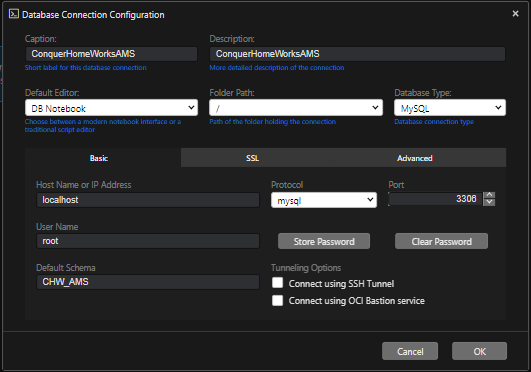 Database Connection Configuration
Caption:
Description:
ConquerHomeWorksAMS
ConquerHomeWorksAMS
Short label for this database connection
More detailed description of the connection
Default Editor:
Folder Path:
Database Type:
DB Notebook
/
MySQL
Choose between a modern notebook interface or a
traditional script editor
Path of the folder holding the connection
Database connection type
Basic
SSL
Advanced
Host Name or IP Address
Protocol
Port
localhost
mysql
3306
User Name
root
Store Password
Clear Password
Default Schema
Tunneling Options
CHW_AMS
Connect using SSH Tunnel
Connect using OCI Bastion service
Cancel
OK